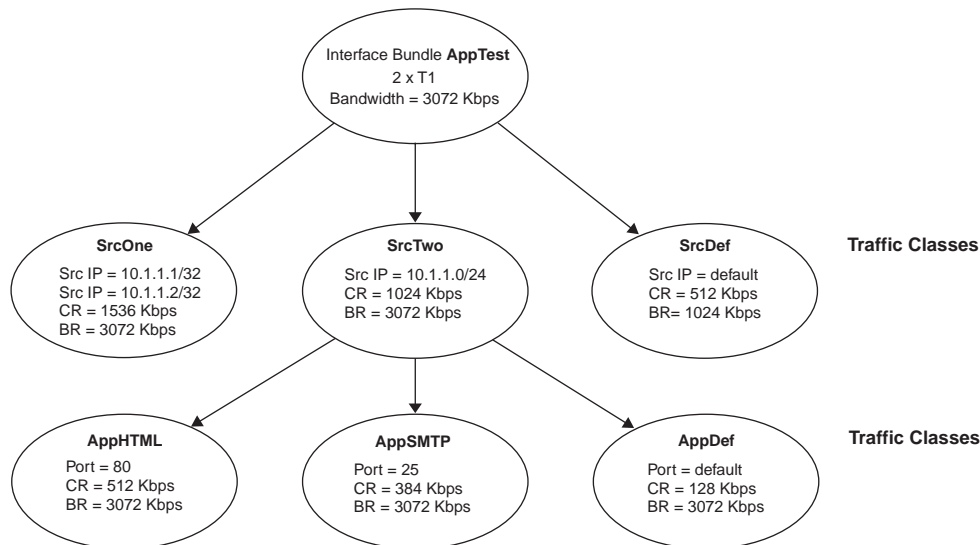 Interface Bundle AppTest
2 x T1
Bandwidth = 3072 Kbps
SrcOne
Src IP = 10.1.1.1/32
Src IP = 10.1.1.2/32
CR = 1536 Kbps
BR = 3072 Kbps
SrcTwo
Src IP = 10.1.1.0/24
CR = 1024 Kbps
BR = 3072 Kbps
SrcDef
Src IP = default
CR = 512 Kbps
BR= 1024 Kbps
Traffic Classes
AppHTML
Port = 80
CR = 512 Kbps
BR = 3072 Kbps
AppSMTP
Port = 25
CR = 384 Kbps
BR = 3072 Kbps
AppDef
Port = default
CR = 128 Kbps
BR = 3072 Kbps
Traffic Classes